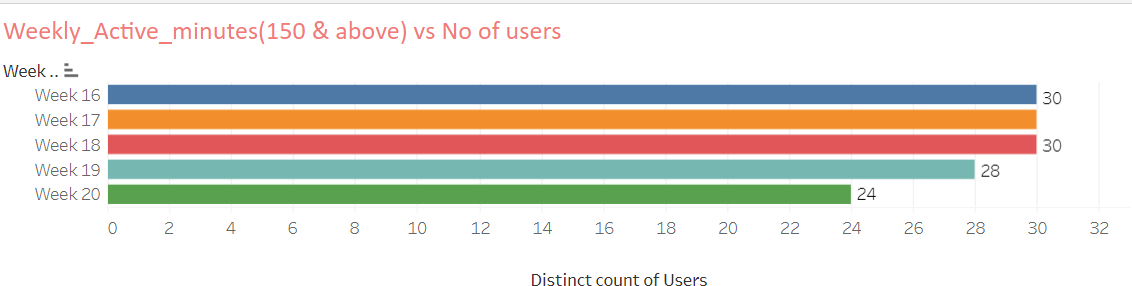 Weekly_Active_minutes(150 & above) vs No of users
Week ..
Week 16 30
Week 17
Week 18 30
Week 19 28
Week 20 24
0 2 4 6 8 10 12 14 16 18 20 22 24 26 28 30 32
Distinct count of Users